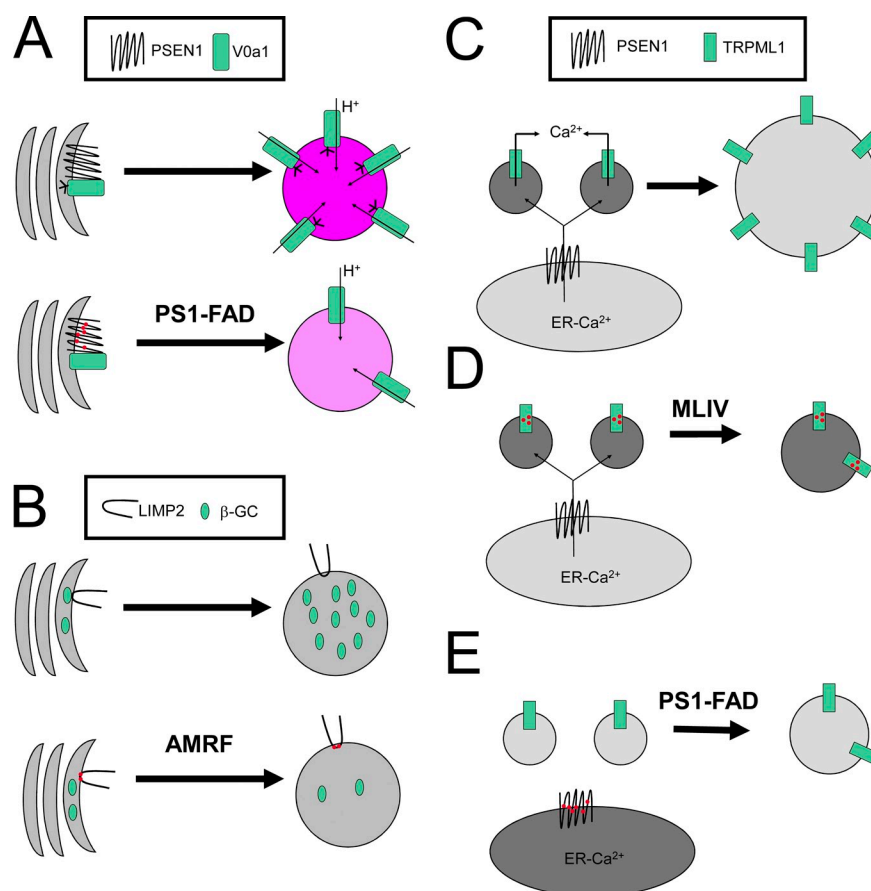 A
PSEN1 V0a1
H⁺
PS1-FAD
H⁺
B
LIMP2 β-GC
AMRF
C
PSEN1 TRPML1
Ca²⁺
ER-Ca²⁺
D
MLIV
ER-Ca²⁺
E
PS1-FAD
ER-Ca²⁺